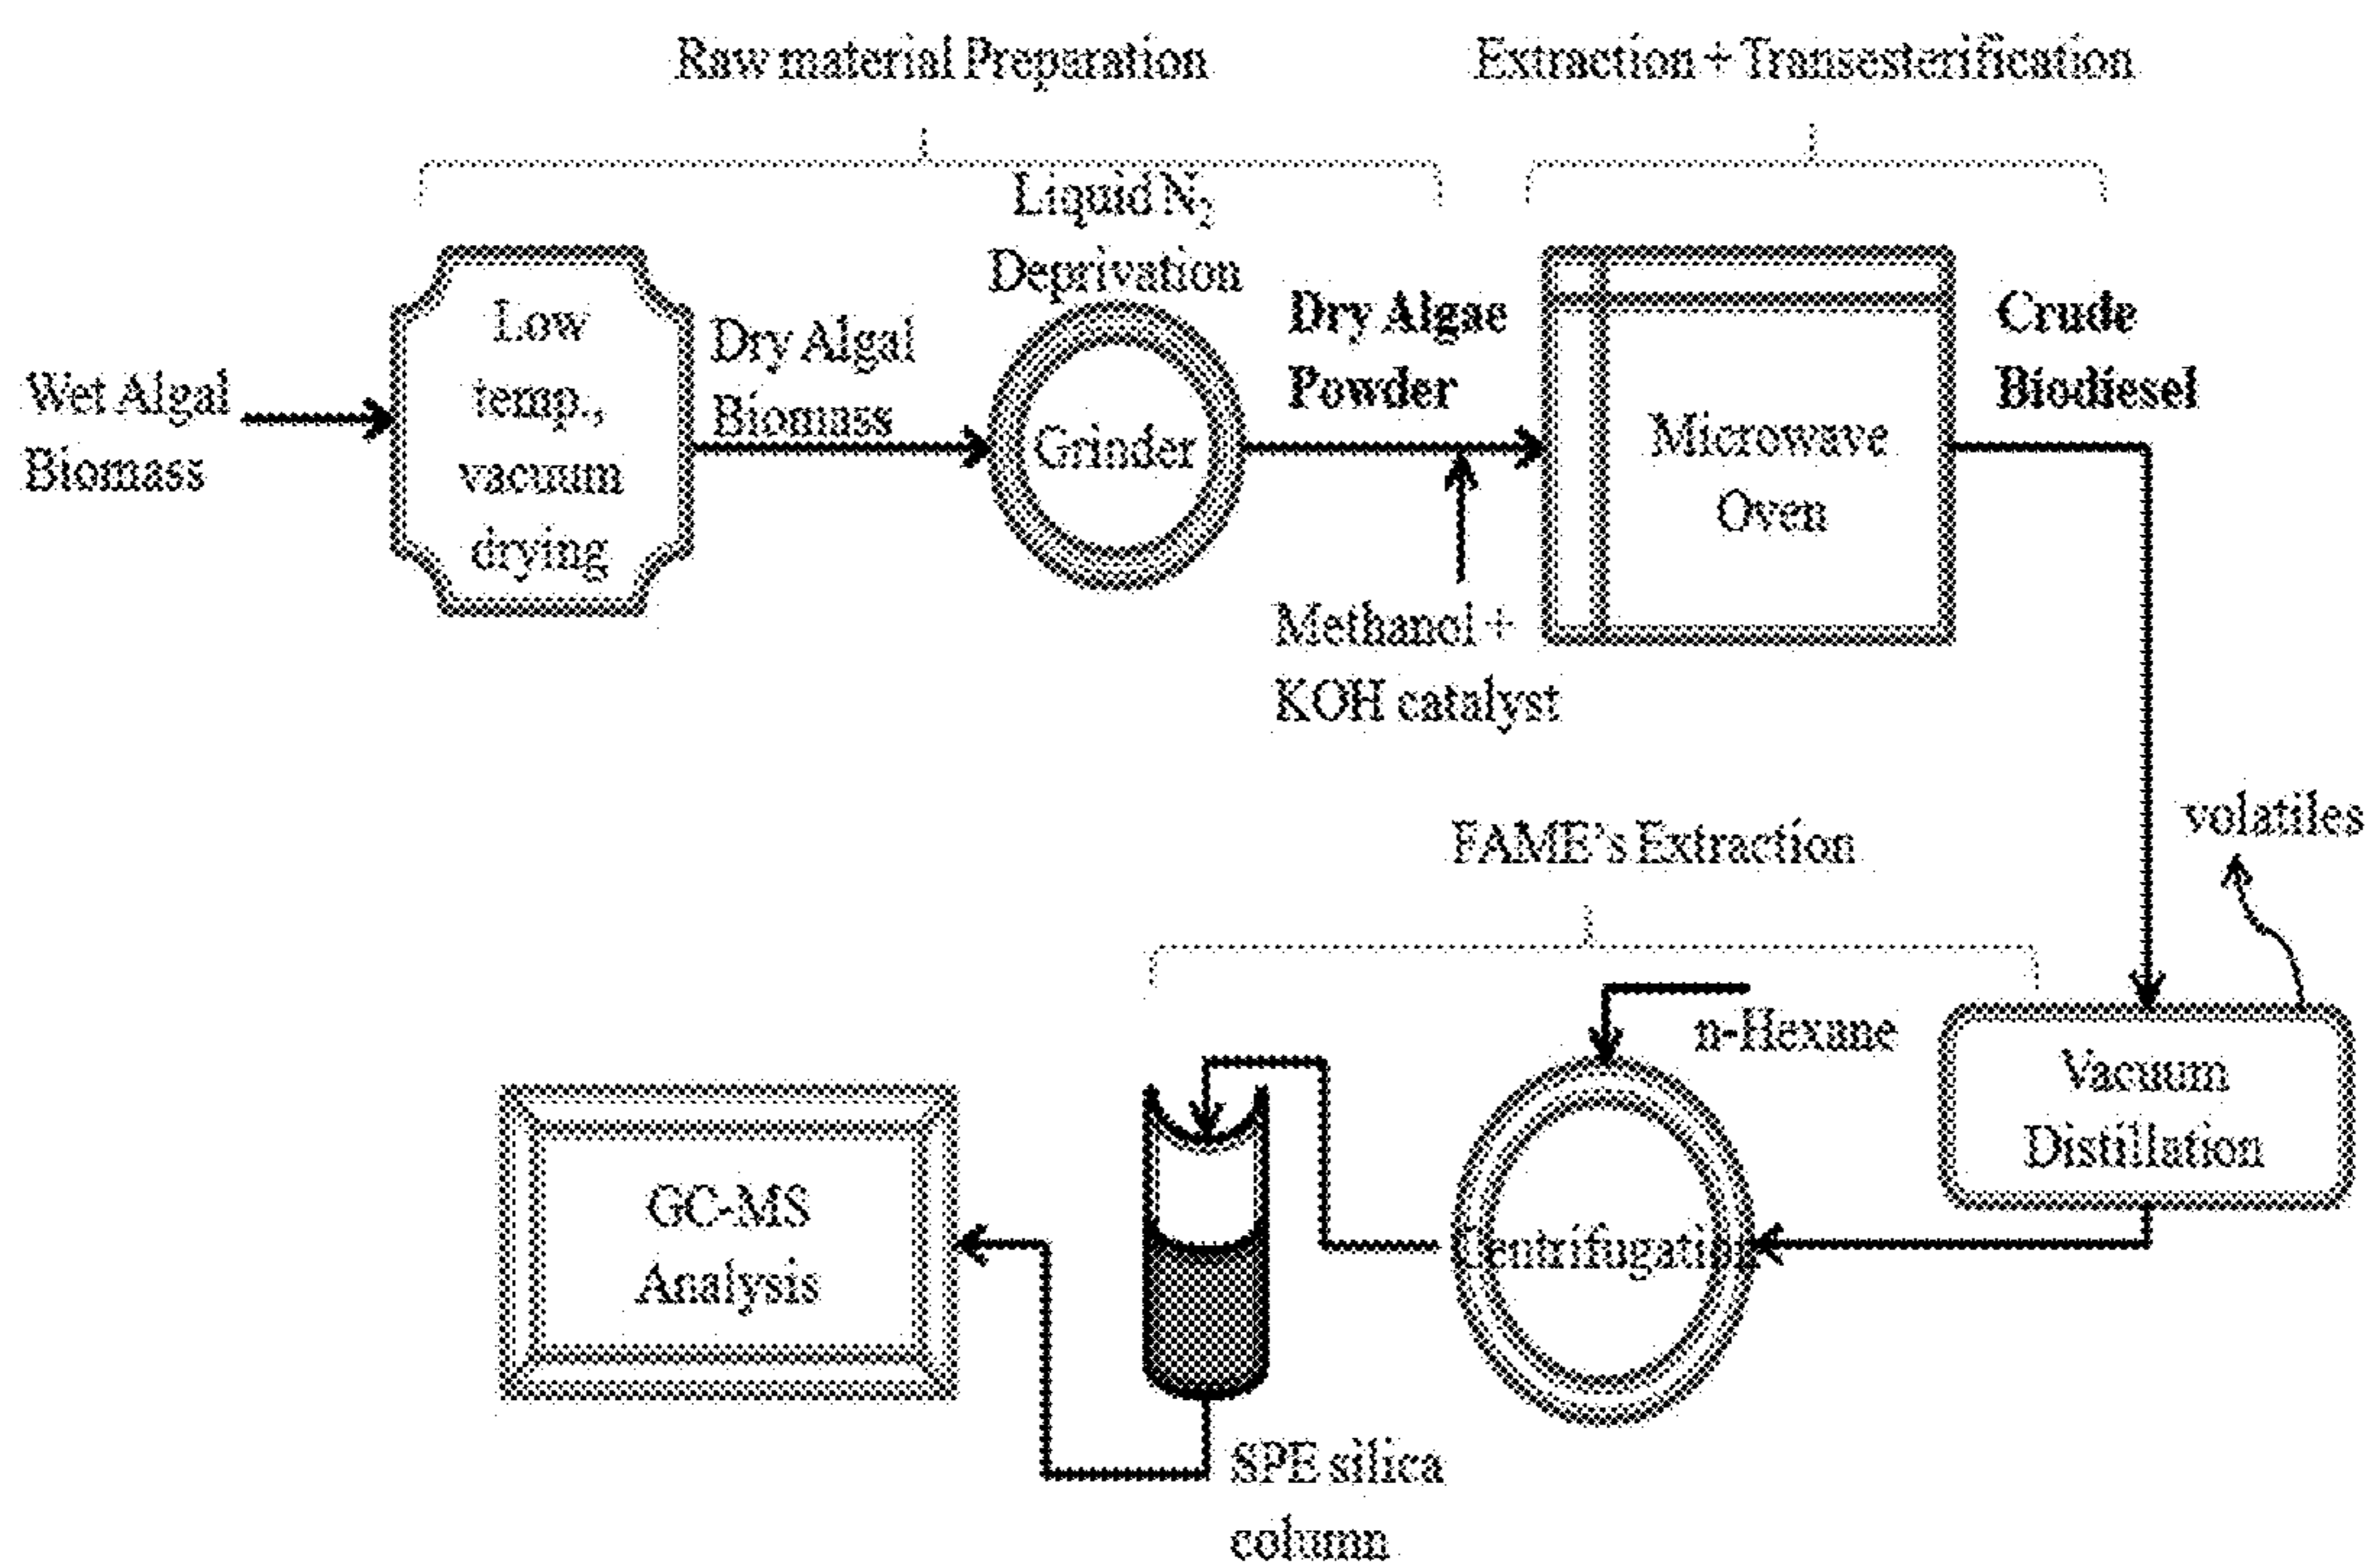 Raw material Preparation
Extraction + Transesterification
Liquid N₂
Deprivation
Wet Algal
Biomass
Low
temp.,
vacuum
drying
Dry Algal
Biomass
Grinder
Dry Algae
Powder
Methanol +
KOH catalyst
Microwave
Oven
Crude
Biodiesel
volatiles
FAME's Extraction
n-Hexane
Vacuum
Distillation
Centrifugation
SPE silica
column
GC-MS
Analysis